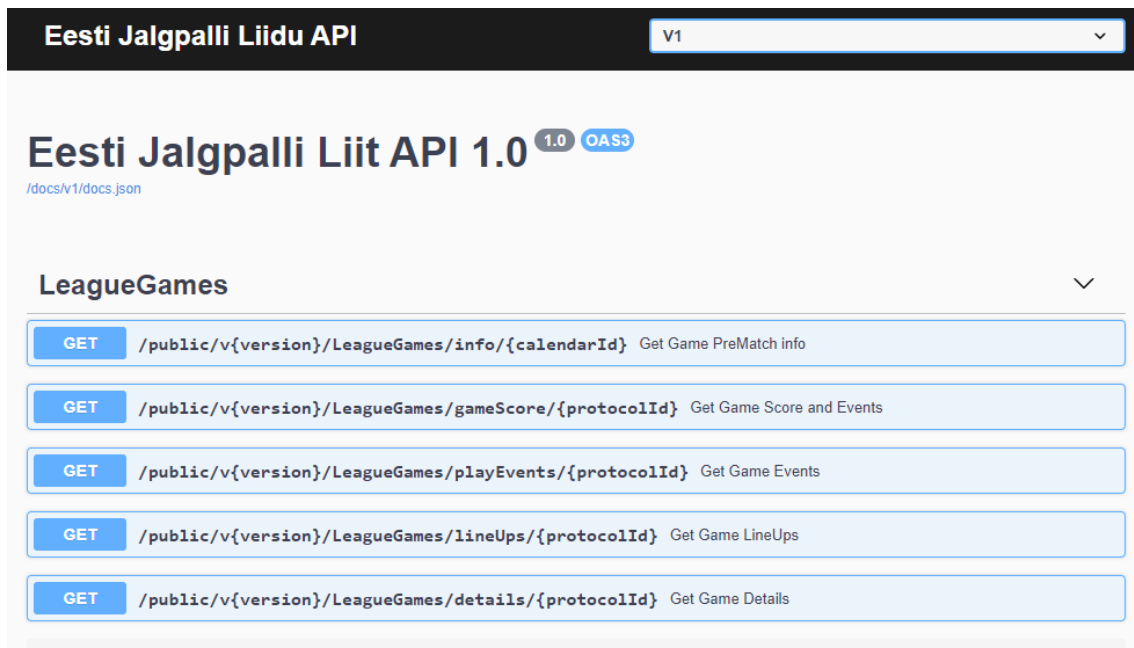 Eesti Jalgpalli Liidu API
V1
Eesti Jalgpalli Liit API 1.0 1.0 OAS3
/docs/v1/docs.json
LeagueGames
GET /public/v{version}/LeagueGames/info/{calendarId} Get Game PreMatch info
GET /public/v{version}/LeagueGames/gameScore/{protocolId} Get Game Score and Events
GET /public/v{version}/LeagueGames/playEvents/{protocolId} Get Game Events
GET /public/v{version}/LeagueGames/lineUps/{protocolId} Get Game LineUps
GET /public/v{version}/LeagueGames/details/{protocolId} Get Game Details